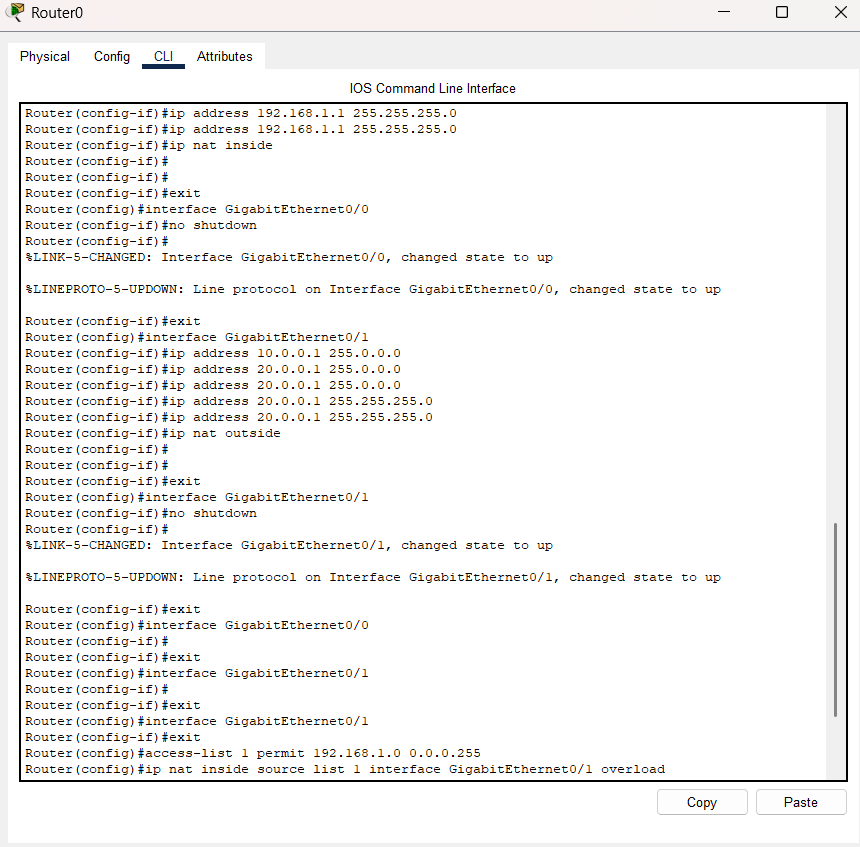 Router0
Physical Config CLI Attributes
IOS Command Line Interface
Router(config-if)#ip address 192.168.1.1 255.255.255.0
Router(config-if)#ip address 192.168.1.1 255.255.255.0
Router(config-if)#ip nat inside
Router(config-if)#
Router(config-if)#
Router(config-if)#exit
Router(config)#interface GigabitEthernet0/0
Router(config-if)#no shutdown
Router(config-if)#
%LINK-5-CHANGED: Interface GigabitEthernet0/0, changed state to up
%LINEPROTO-5-UPDOWN: Line protocol on Interface GigabitEthernet0/0, changed state to up
Router(config-if)#exit
Router(config)#interface GigabitEthernet0/1
Router(config-if)#ip address 10.0.0.1 255.0.0.0
Router(config-if)#ip address 20.0.0.1 255.0.0.0
Router(config-if)#ip address 20.0.0.1 255.0.0.0
Router(config-if)#ip address 20.0.0.1 255.255.255.0
Router(config-if)#ip address 20.0.0.1 255.255.255.0
Router(config-if)#ip nat outside
Router(config-if)#
Router(config-if)#
Router(config-if)#exit
Router(config)#interface GigabitEthernet0/1
Router(config-if)#no shutdown
Router(config-if)#
%LINK-5-CHANGED: Interface GigabitEthernet0/1, changed state to up
%LINEPROTO-5-UPDOWN: Line protocol on Interface GigabitEthernet0/1, changed state to up
Router(config-if)#exit
Router(config)#interface GigabitEthernet0/0
Router(config-if)#
Router(config-if)#exit
Router(config)#interface GigabitEthernet0/1
Router(config-if)#
Router(config-if)#exit
Router(config)#interface GigabitEthernet0/1
Router(config-if)#exit
Router(config)#access-list 1 permit 192.168.1.0 0.0.0.255
Router(config)#ip nat inside source list 1 interface GigabitEthernet0/1 overload
Copy Paste